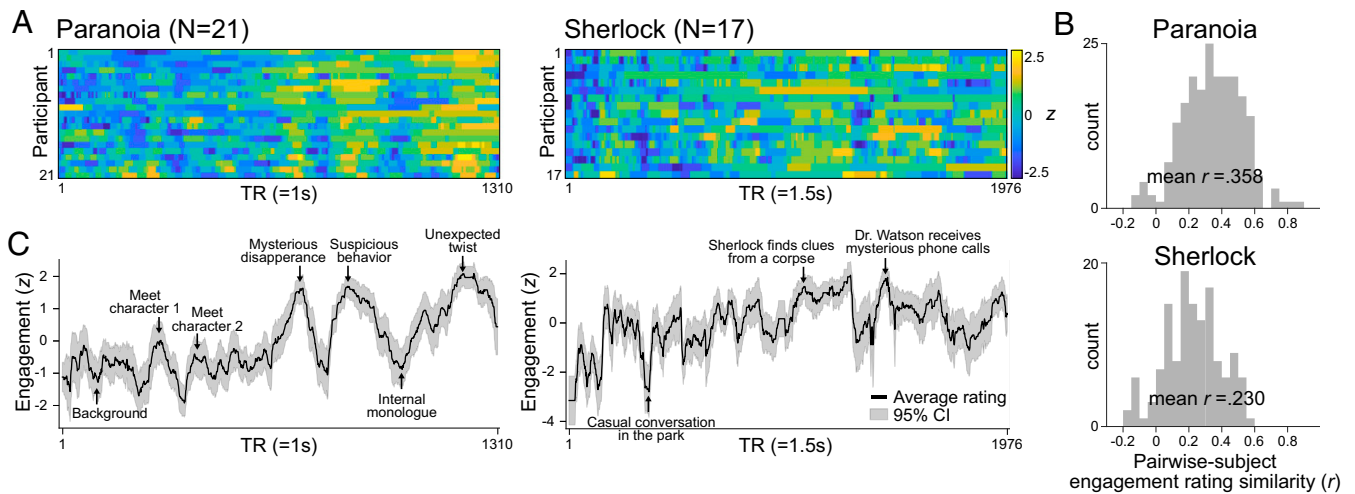 A
Paranoia (N=21)
Participant
1
21
1
TR (=1s)
1310
Sherlock (N=17)
Participant
1
17
1
TR (=1.5s)
1976
2.5
0
z
-2.5
B
Paranoia
25
count
0
mean r =.358
-0.2 0 0.2 0.4 0.6 0.8
Sherlock
20
count
0
mean r =.230
-0.2 0 0.2 0.4 0.6 0.8
Pairwise-subject
engagement rating similarity (r)
C
Engagement (z)
2
1
0
-1
-2
Meet
character 1
Meet
character 2
Background
Mysterious
disapperance
Suspicious
behavior
Unexpected
twist
Internal
monologue
1
TR (=1s)
1310
Engagement (z)
2
0
-2
-4
Sherlock finds clues
from a corpse
Dr. Watson receives
mysterious phone calls
Casual conversation
in the park
Average rating
95% CI
1
TR (=1.5s)
1976